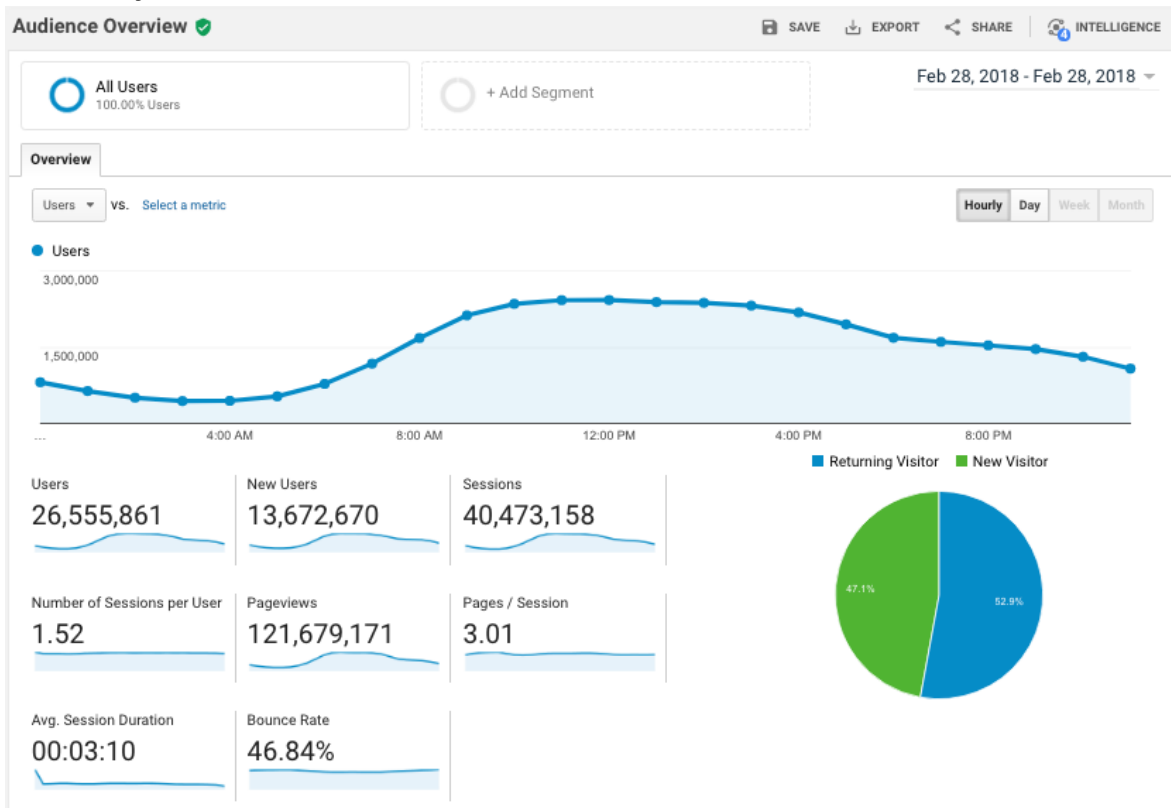 Audience Overview
SAVE EXPORT SHARE INTELLIGENCE
4
All Users
100.00% Users
+ Add Segment
Feb 28, 2018 - Feb 28, 2018
Overview
Users VS. Select a metric
Hourly Day Week Month
Users
3,000,000
1,500,000
... 4:00 AM 8:00 AM 12:00 PM 4:00 PM 8:00 PM
Returning Visitor New Visitor
Users New Users Sessions
26,555,861 13,672,670 40,473,158
Number of Sessions per User Pageviews Pages / Session
1.52 121,679,171 3.01
47.1% 52.9%
Avg. Session Duration Bounce Rate
00:03:10 46.84%